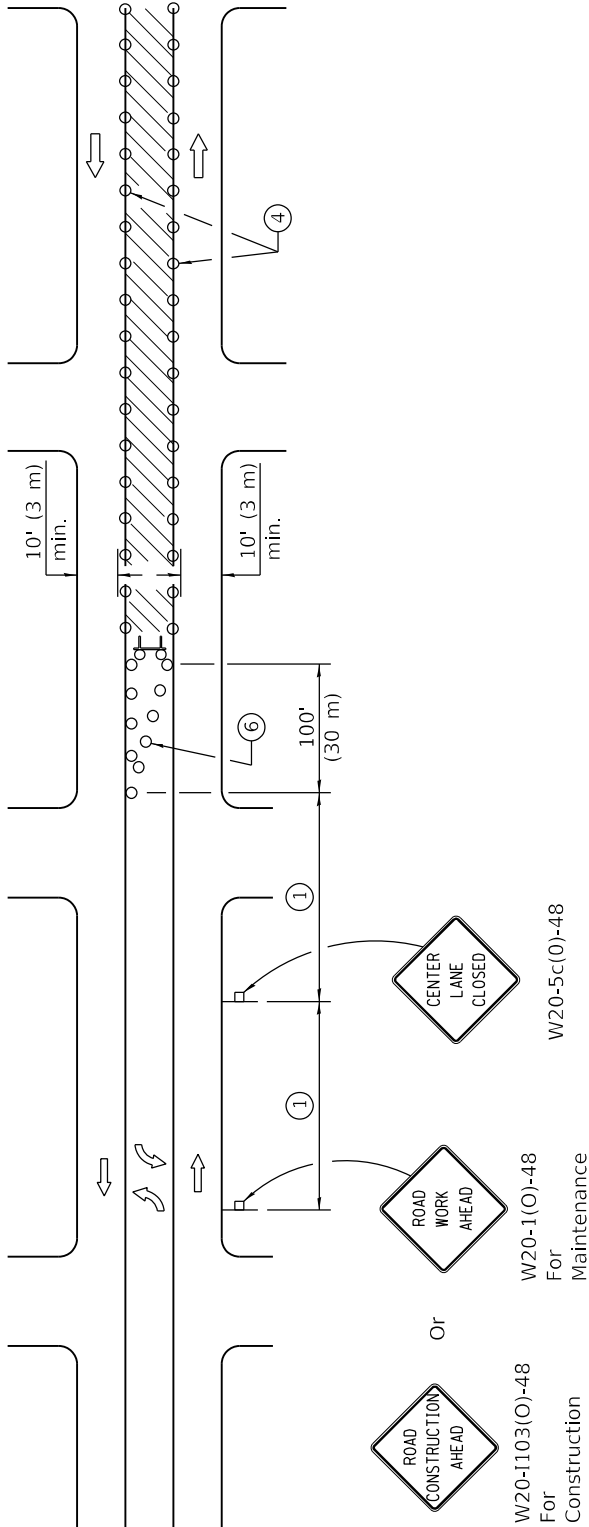 10' (3 m)
min.
10' (3 m)
min.
4
6
100'
(30 m)
1
1
CENTER
LANE
CLOSED
W20-5c(0)-48
ROAD
WORK
AHEAD
W20-1(O)-48
For
Maintenance
Or
ROAD
CONSTRUCTION
AHEAD
W20-I103(O)-48
For
Construction